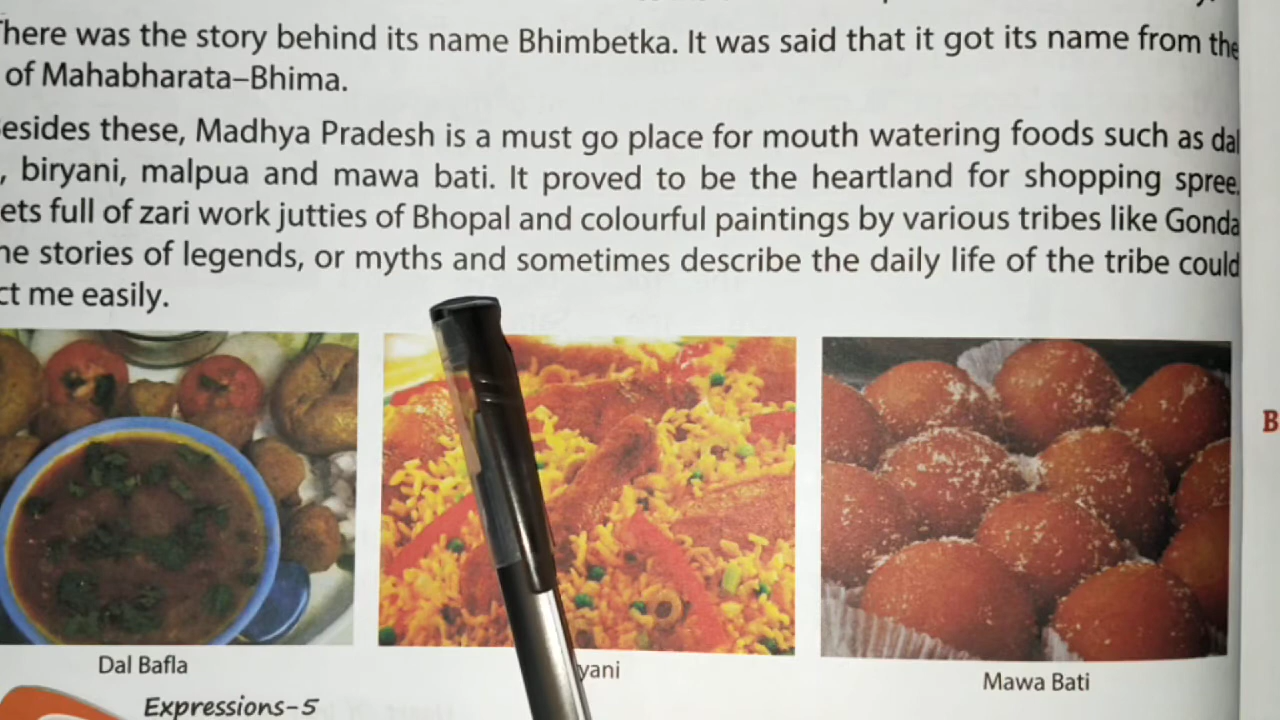 There was the story behind its name Bhimbetka. It was said that it got its name from the
of Mahabharata–Bhima.
esides these, Madhya Pradesh is a must go place for mouth watering foods such as dal
, biryani, malpua and mawa bati. It proved to be the heartland for shopping spree.
ets full of zari work jutties of Bhopal and colourful paintings by various tribes like Gonda
he stories of legends, or myths and sometimes describe the daily life of the tribe could
ct me easily.
B
Dal Bafla
yani
Mawa Bati
Expressions-5